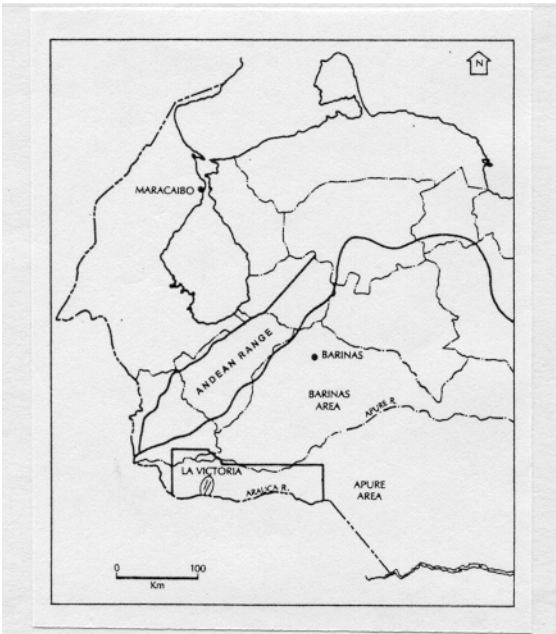 N
MARACAIBO
ANDEAN RANGE
BARINAS
BARINAS
AREA
APURE R.
LA VICTORIA
ARAUCA R.
APURE
AREA
0 100
Km